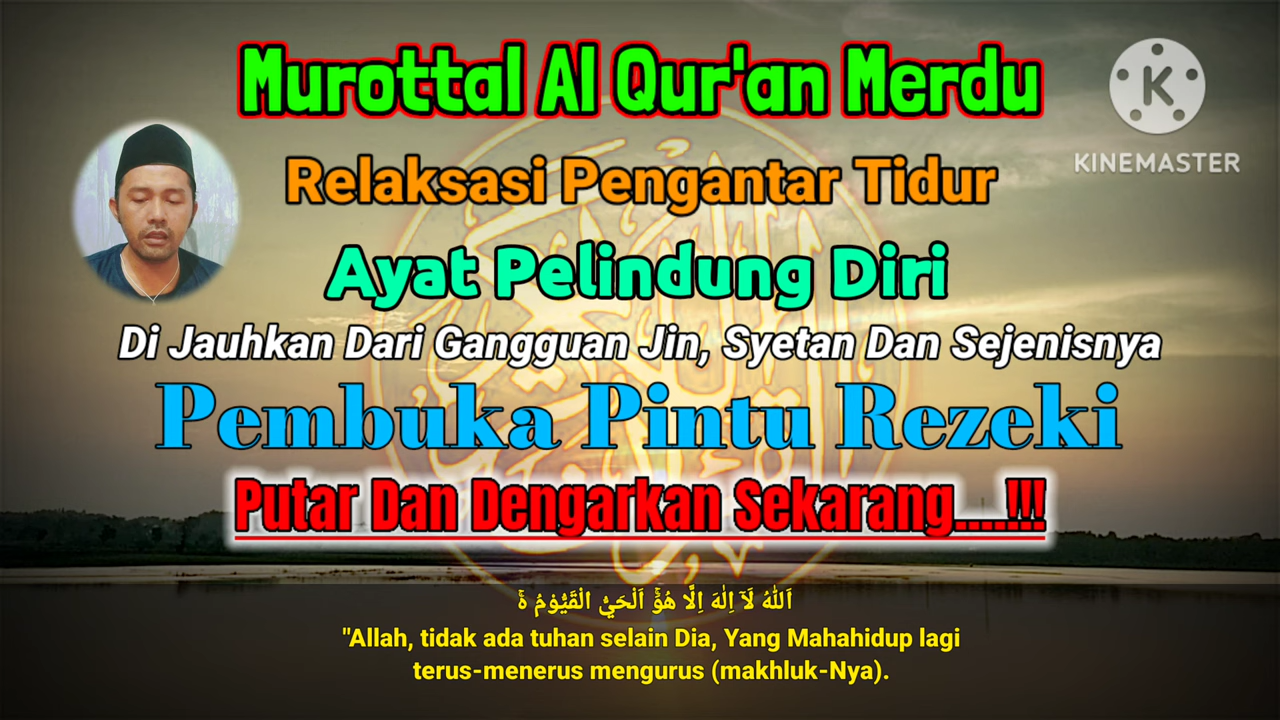 Murottal Al Qur'an Merdu
K
KINEMASTER
Relaksasi Pengantar Tidur
Ayat Pelindung Diri
Di Jauhkan Dari Gangguan Jin, Syetan Dan Sejenisnya
Pembuka Pintu Rezeki
Putar Dan Dengarkan Sekarang....!!!
اَللّٰهُ لَآ اِلٰهَ اِلَّا هُوَۚ اَلْحَيُّ الْقَيُّوْمُ ەۚ
"Allah, tidak ada tuhan selain Dia, Yang Mahahidup lagi
terus-menerus mengurus (makhluk-Nya).